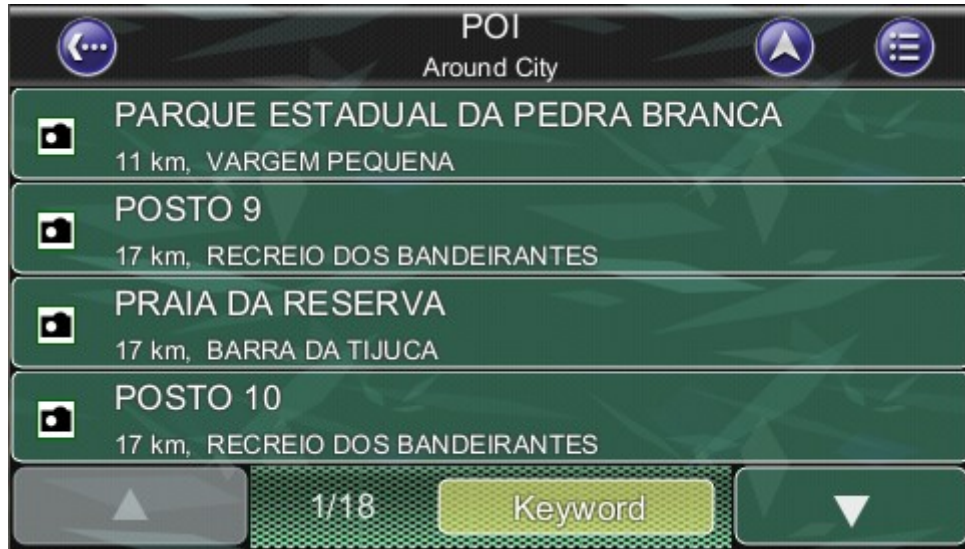 POI
Around City
PARQUE ESTADUAL DA PEDRA BRANCA
11 km, VARGEM PEQUENA
POSTO 9
17 km, RECREIO DOS BANDEIRANTES
PRAIA DA RESERVA
17 km, BARRA DA TIJUCA
POSTO 10
17 km, RECREIO DOS BANDEIRANTES
1/18 Keyword